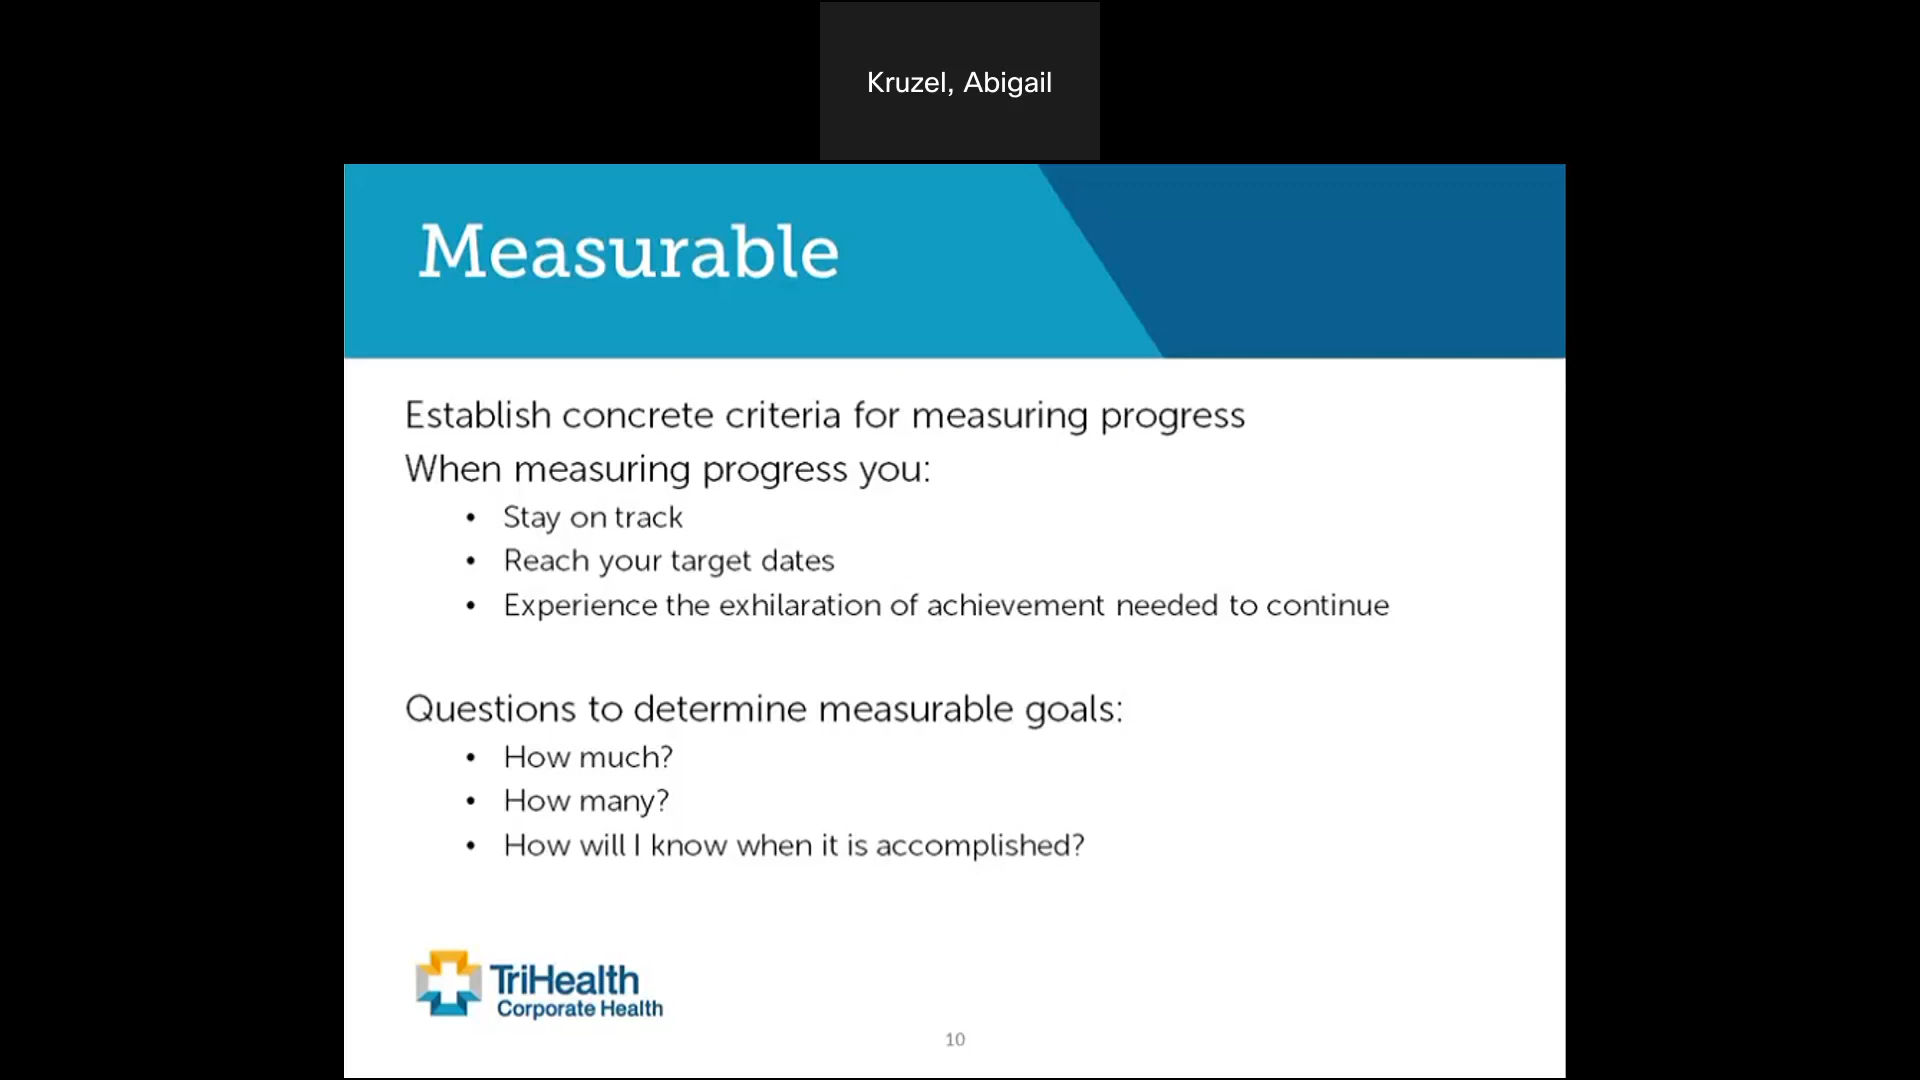 Kruzel, Abigail
Measurable
Establish concrete criteria for measuring progress
When measuring progress you:
• Stay on track
• Reach your target dates
• Experience the exhilaration of achievement needed to continue
Questions to determine measurable goals:
• How much?
• How many?
• How will I know when it is accomplished?
TriHealth
Corporate Health
10